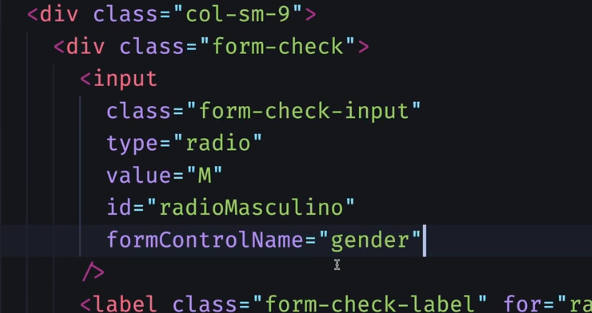 <div class="col-sm-9">
<div class="form-check">
<input
class="form-check-input"
type="radio"
value="M"
id="radioMasculino"
formControlName="gender"
/>
<label class="form-check-label" for="ra